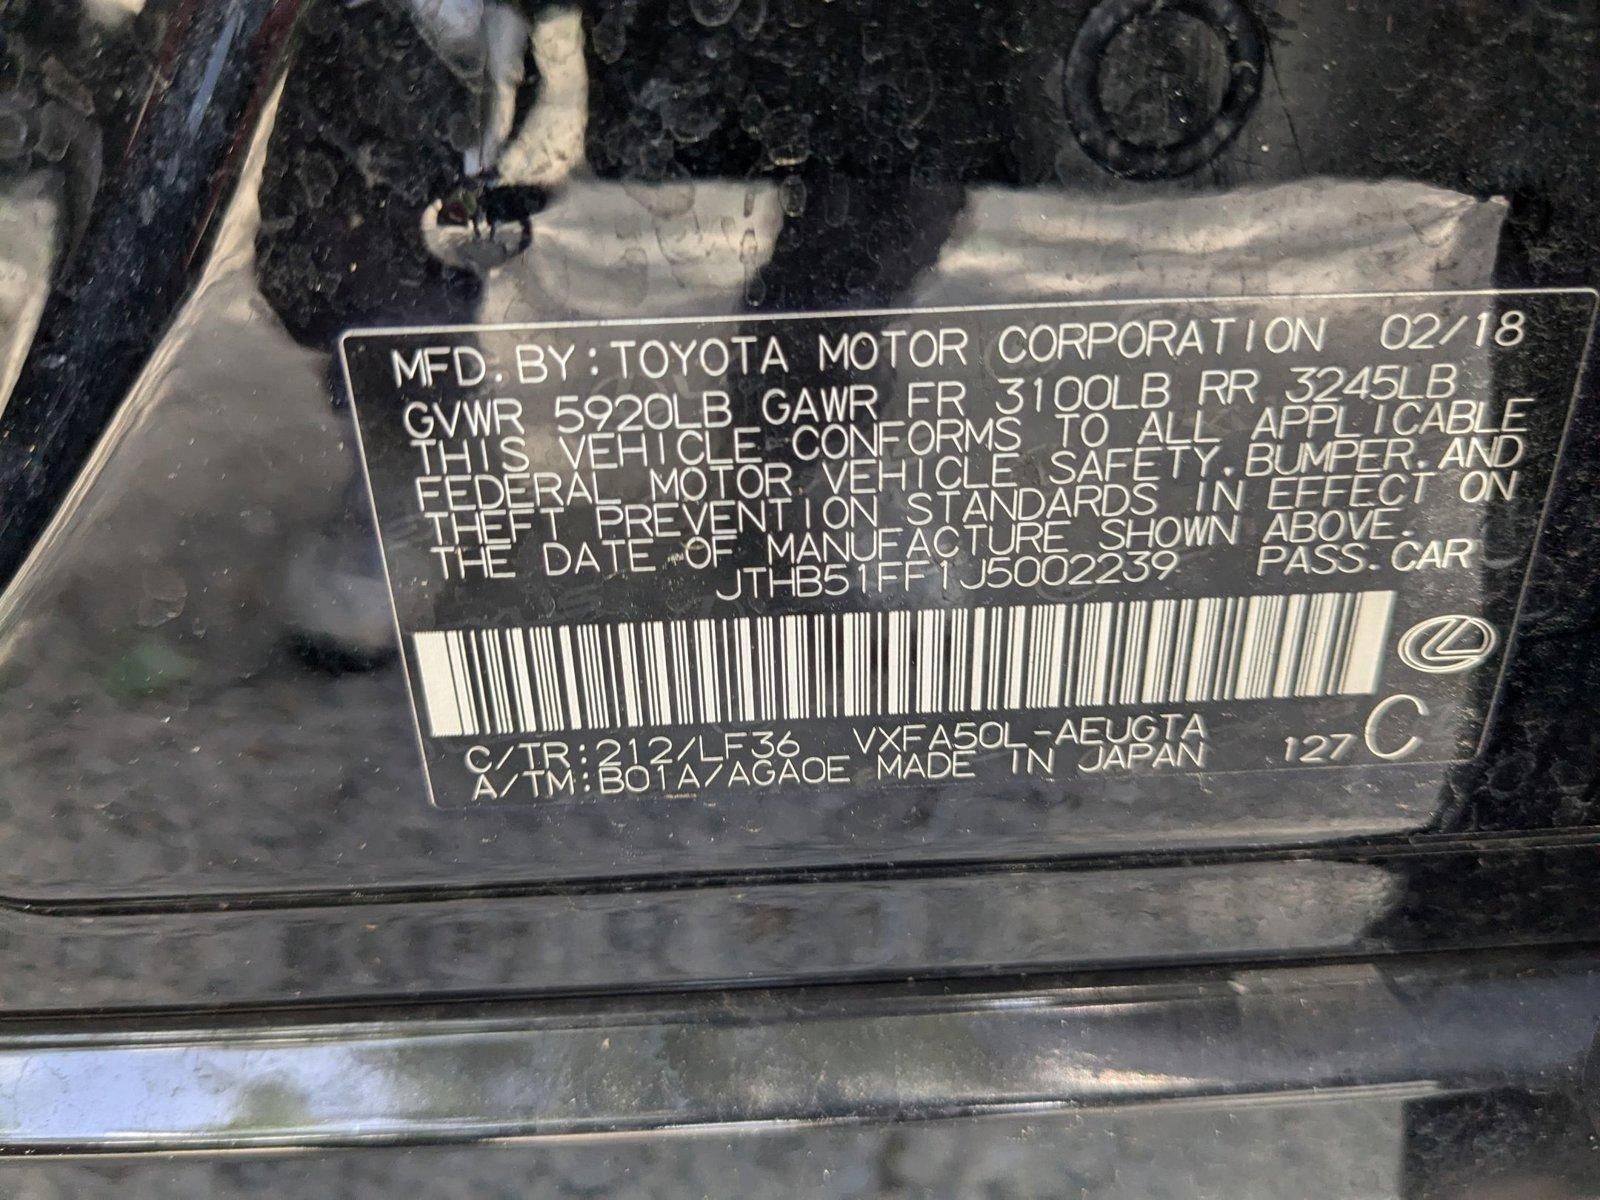 MFD. BY: TOYOTA MOTOR CORPORATION 02/18
GVWR 5920LB GAWR FR 3100LB RR 3245LB
THIS VEHICLE CONFORMS TO ALL APPLICABLE
FEDERAL MOTOR VEHICLE SAFETY, BUMPER, AND
THEFT PREVENTION STANDARDS IN EFFECT ON
THE DATE OF MANUFACTURE SHOWN ABOVE.
JTHB51FF1J5002239 PASS. CAR
C/TR: 212/LF36 VXFA50L-AEUGTA
A/TM: B01A/AGA0E MADE IN JAPAN 127 C